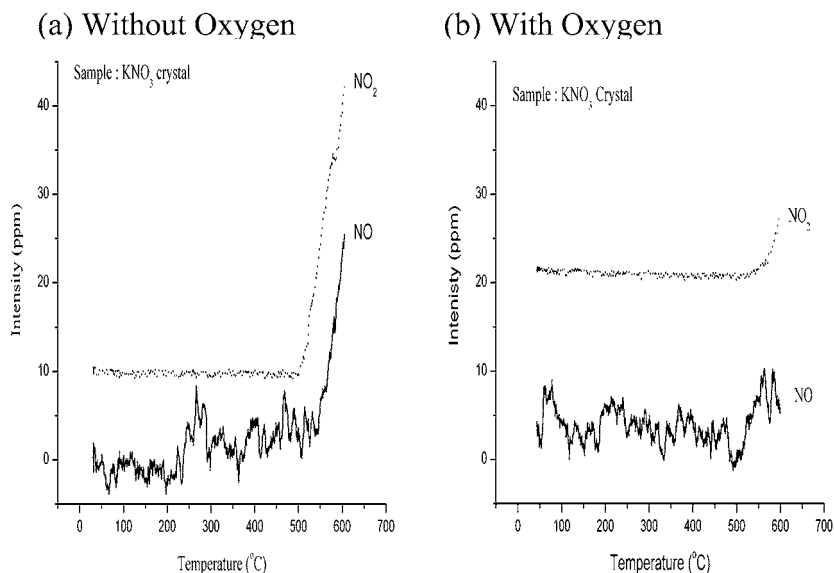 (a) Without Oxygen
Sample : KNO3 crystal
NO2
NO
40
30
20
10
0
Intensity (ppm)
0 100 200 300 400 500 600 700
Temperature (°C)
(b) With Oxygen
Sample : KNO3 Crystal
NO2
NO
40
30
20
10
0
Intenisty (ppm)
0 100 200 300 400 500 600 700
Temperature (°C)